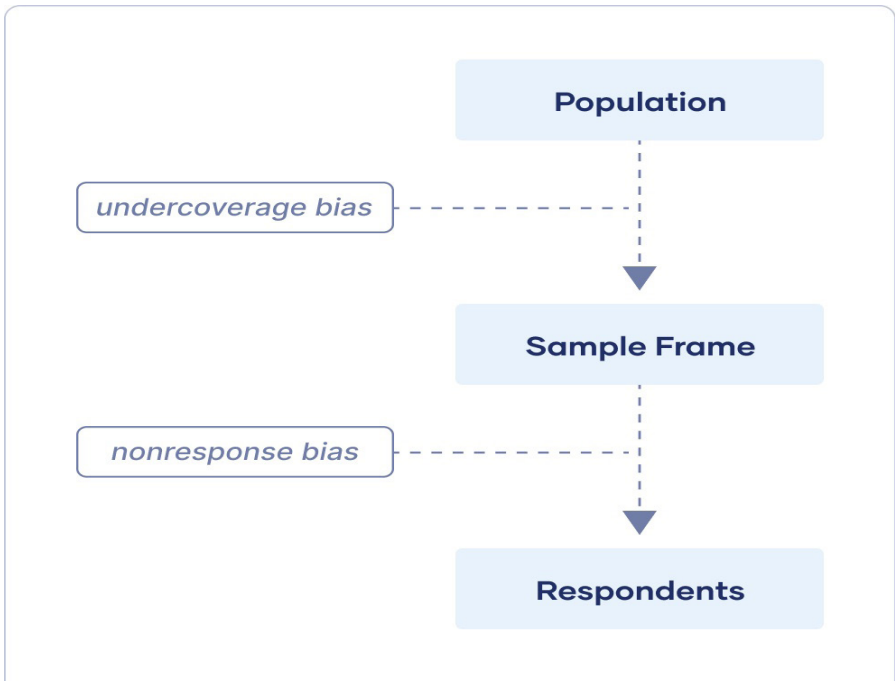 Population
undercoverage bias
Sample Frame
nonresponse bias
Respondents